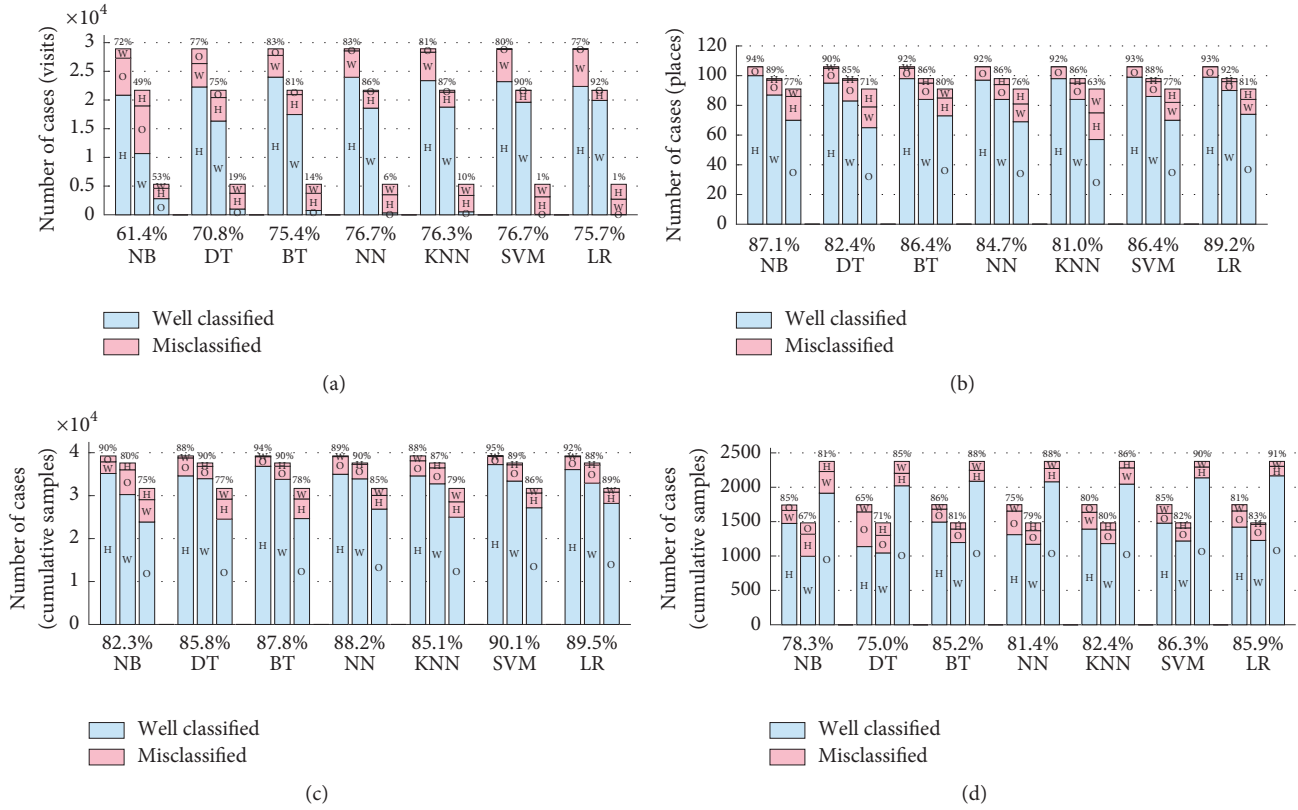 ×10⁴
Number of cases (visits)
3
2.5
2
1.5
1
0.5
0
72% 49% 53% 77% 75% 19% 83% 81% 14% 83% 86% 6% 81% 87% 10% 80% 90% 1% 77% 92% 1%
61.4% 70.8% 75.4% 76.7% 76.3% 76.7% 75.7%
NB DT BT NN KNN SVM LR
Well classified
Misclassified
(a)
Number of cases (places)
120
100
80
60
40
20
0
94% 89% 77% 90% 85% 71% 92% 86% 80% 92% 86% 76% 92% 86% 63% 93% 88% 77% 93% 92% 81%
87.1% 82.4% 86.4% 84.7% 81.0% 86.4% 89.2%
NB DT BT NN KNN SVM LR
Well classified
Misclassified
(b)
×10⁴
Number of cases
(cumulative samples)
4
3
2
1
0
90% 80% 75% 88% 90% 77% 94% 90% 78% 89% 90% 85% 88% 87% 79% 95% 89% 86% 92% 88% 89%
82.3% 85.8% 87.8% 88.2% 85.1% 90.1% 89.5%
NB DT BT NN KNN SVM LR
Well classified
Misclassified
(c)
Number of cases
(cumulative samples)
2500
2000
1500
1000
500
0
85% 67% 81% 65% 71% 85% 86% 81% 88% 75% 79% 88% 80% 80% 86% 85% 82% 90% 81% 83% 91%
78.3% 75.0% 85.2% 81.4% 82.4% 86.3% 85.9%
NB DT BT NN KNN SVM LR
Well classified
Misclassified
(d)